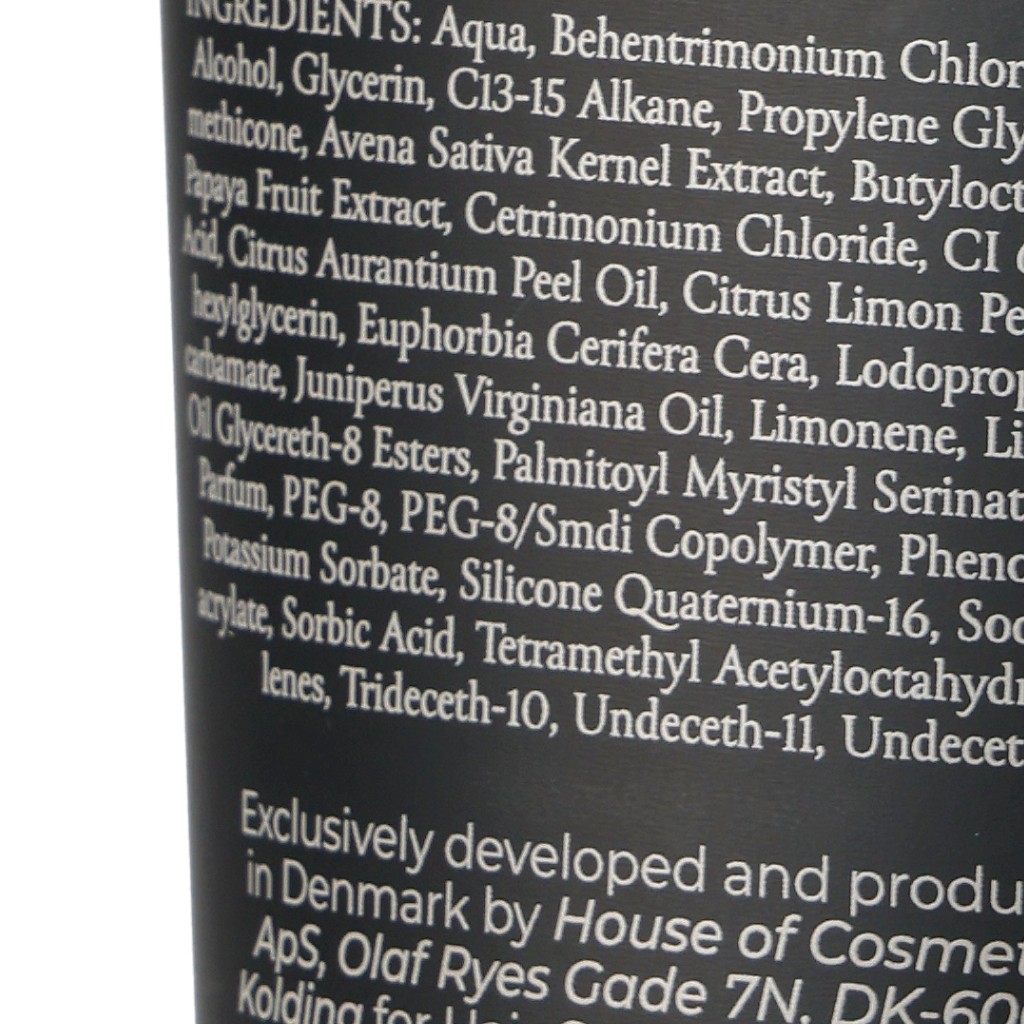 INGREDIENTS: Aqua, Behentrimonium Chlor
Alcohol, Glycerin, C13-15 Alkane, Propylene Gly
methicone, Avena Sativa Kernel Extract, Butyloct
Papaya Fruit Extract, Cetrimonium Chloride, CI
Acid, Citrus Aurantium Peel Oil, Citrus Limon Pe
hexylglycerin, Euphorbia Cerifera Cera, Lodoprop
carbamate, Juniperus Virginiana Oil, Limonene, Li
Oil Glycereth-8 Esters, Palmitoyl Myristyl Serinat
Parfum, PEG-8, PEG-8/Smdi Copolymer, Pheno
Potassium Sorbate, Silicone Quaternium-16, Sod
acrylate, Sorbic Acid, Tetramethyl Acetyloctahydr
lenes, Trideceth-10, Undeceth-11, Undecet
Exclusively developed and produ
in Denmark by House of Cosmet
ApS, Olaf Ryes Gade 7N. DK-60
Kolding for